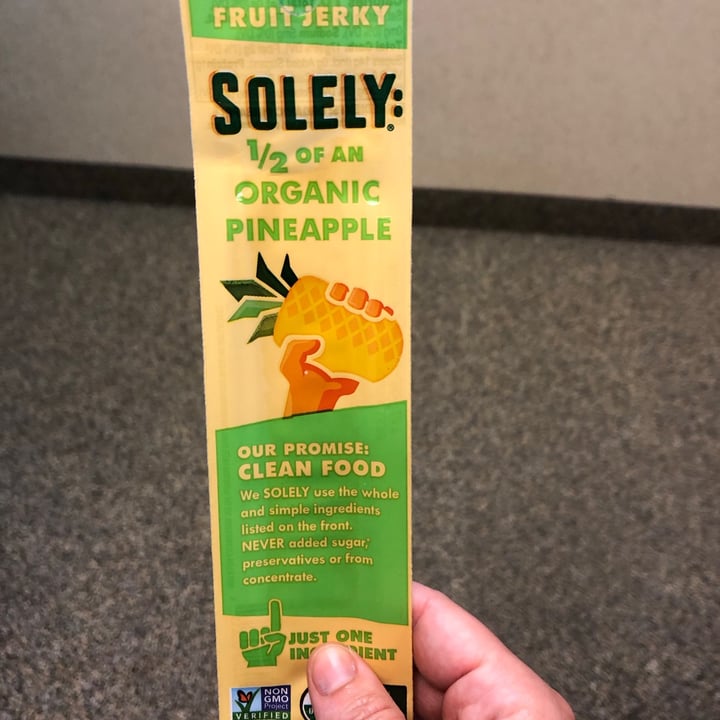 FRUIT JERKY
SOLELY:®
1/2 OF AN
ORGANIC
PINEAPPLE
OUR PROMISE:
CLEAN FOOD
We SOLELY use the whole
and simple ingredients
listed on the front.
NEVER added sugar,
preservatives or from
concentrate.
JUST ONE
NON
GMO
Project
VERIFIED